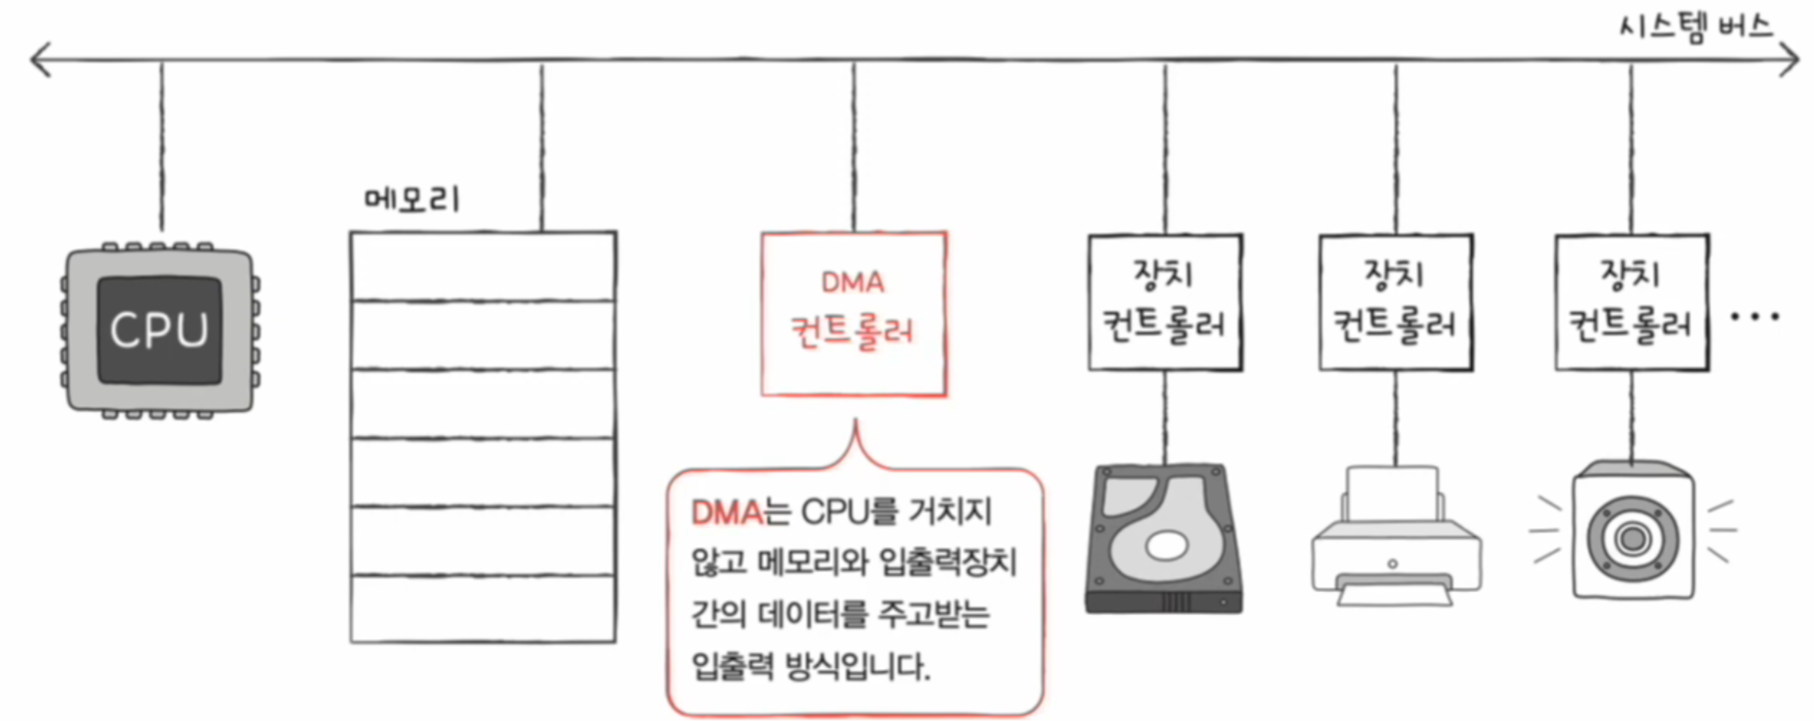 시스템 버스
메모리
CPU
DMA
컨트롤러
장치
컨트롤러
장치
컨트롤러
장치
컨트롤러
...
DMA는 CPU를 거치지
않고 메모리와 입출력장치
간의 데이터를 주고받는
입출력 방식입니다.